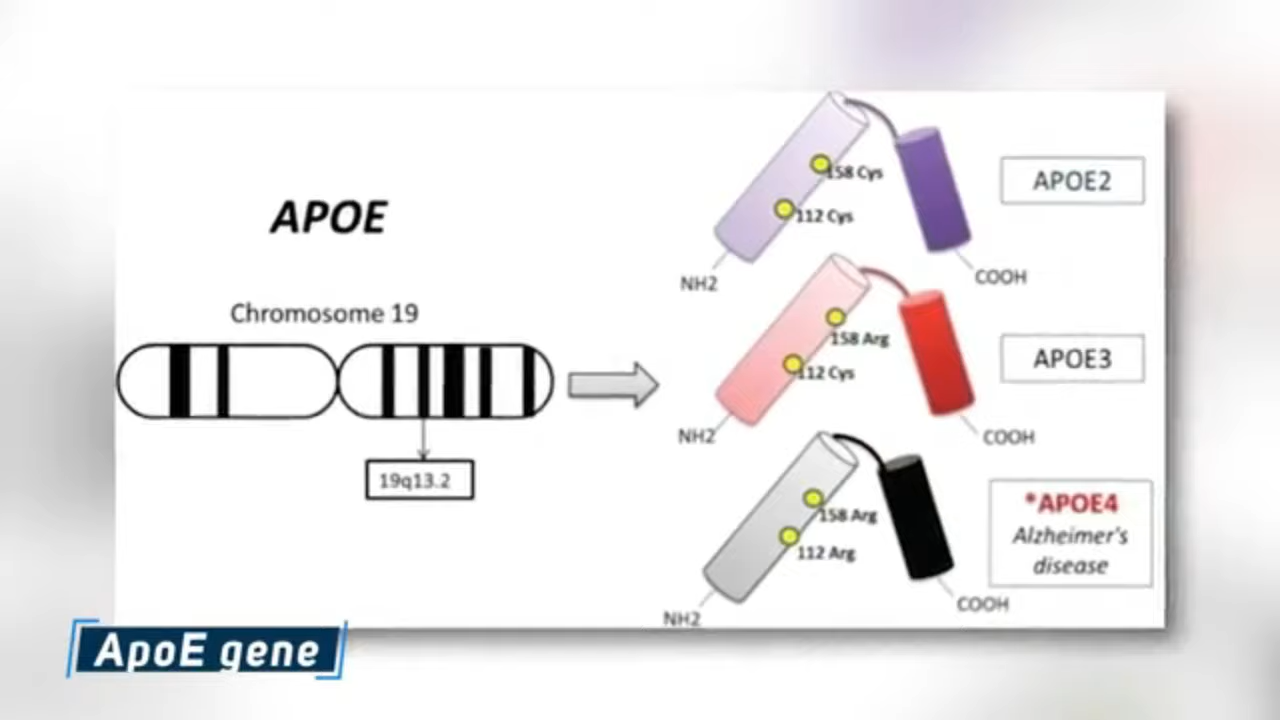 APOE
Chromosome 19
19q13.2
158 Cys
112 Cys
NH2
COOH
APOE2
158 Arg
112 Cys
NH2
COOH
APOE3
158 Arg
112 Arg
NH2
COOH
*APOE4
Alzheimer's
disease
ApoE gene